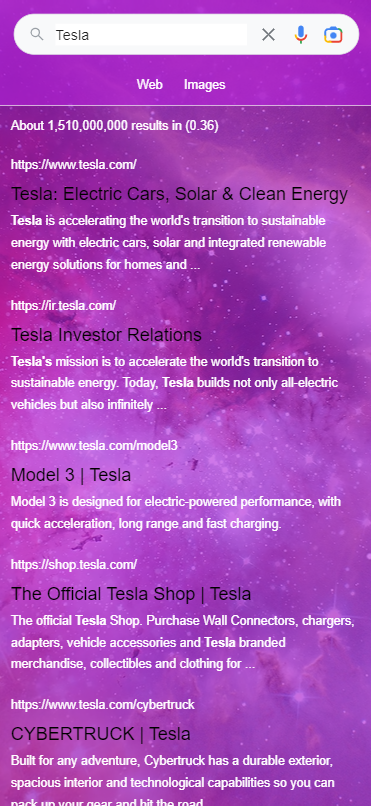 Tesla
Web Images
About 1,510,000,000 results in (0.36)
https://www.tesla.com/
Tesla: Electric Cars, Solar & Clean Energy
Tesla is accelerating the world's transition to sustainable
energy with electric cars, solar and integrated renewable
energy solutions for homes and ...
https://ir.tesla.com/
Tesla Investor Relations
Tesla's mission is to accelerate the world's transition to
sustainable energy. Today, Tesla builds not only all-electric
vehicles but also infinitely ...
https://www.tesla.com/model3
Model 3 | Tesla
Model 3 is designed for electric-powered performance, with
quick acceleration, long range and fast charging.
https://shop.tesla.com/
The Official Tesla Shop | Tesla
The official Tesla Shop. Purchase Wall Connectors, chargers,
adapters, vehicle accessories and Tesla branded
merchandise, collectibles and clothing for ...
https://www.tesla.com/cybertruck
CYBERTRUCK | Tesla
Built for any adventure, Cybertruck has a durable exterior,
spacious interior and technological capabilities so you can
pack up your gear and hit the road